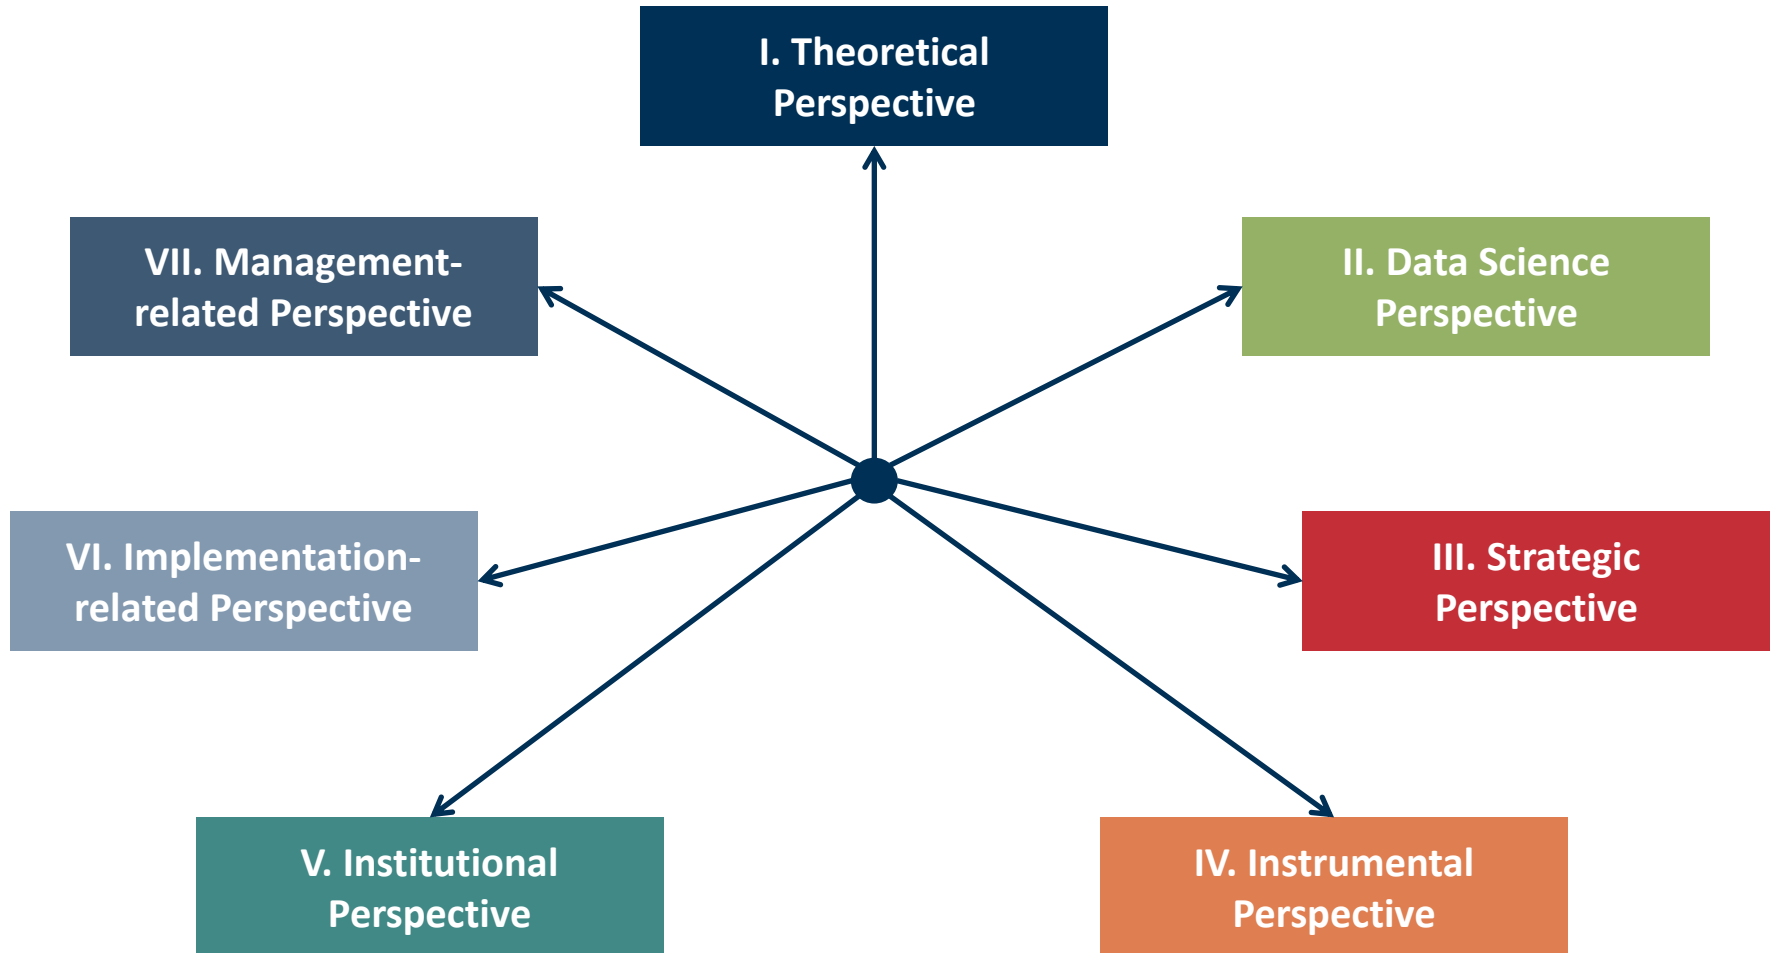 I. Theoretical
Perspective
II. Data Science
Perspective
III. Strategic
Perspective
IV. Instrumental
Perspective
V. Institutional
Perspective
VI. Implementation-
related Perspective
VII. Management-
related Perspective